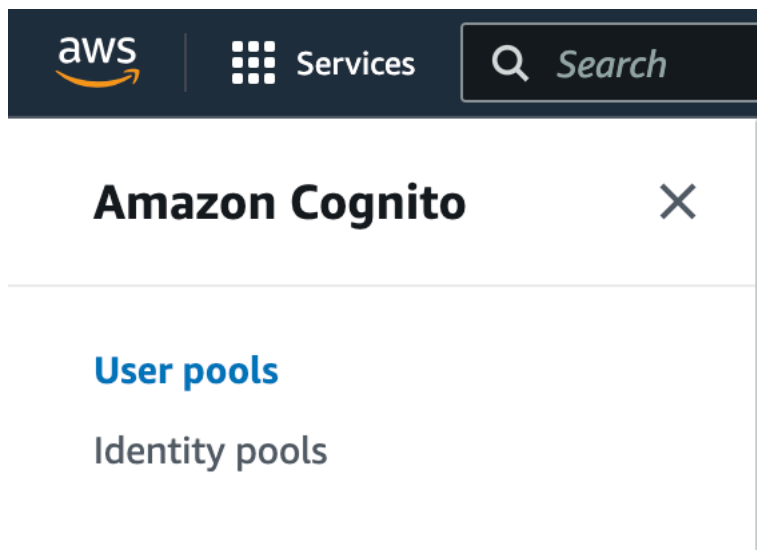 aws Services Search
Amazon Cognito
User pools
Identity pools